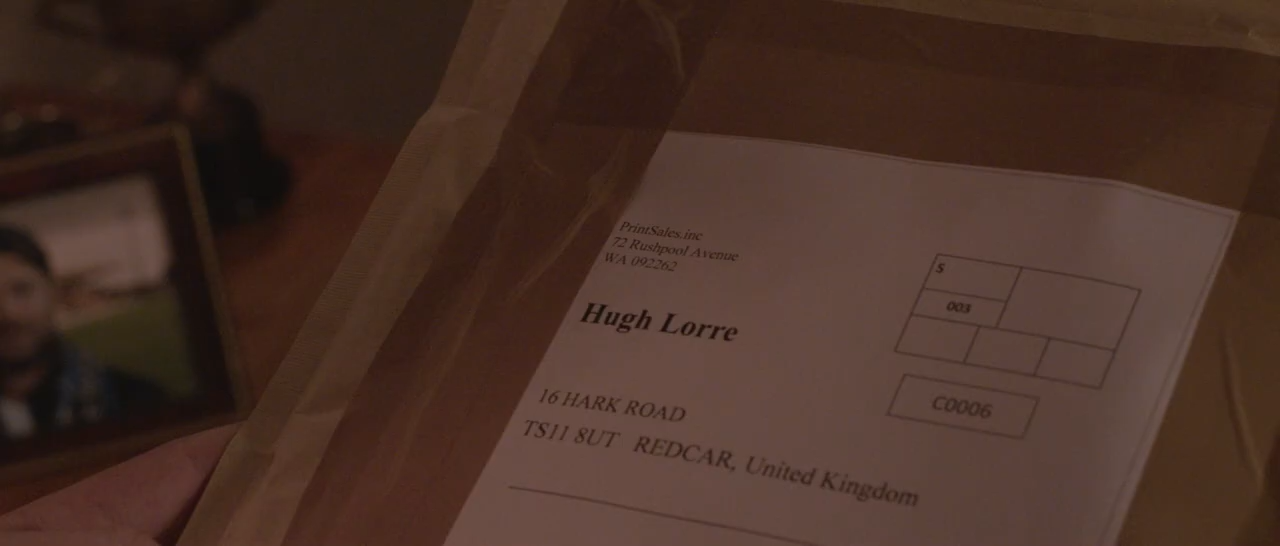 PrintSales.inc
72 Rushpool Avenue
WA 092262
Hugh Lorre
16 HARK ROAD
TS11 8UT REDCAR, United Kingdom
S
003
C0006